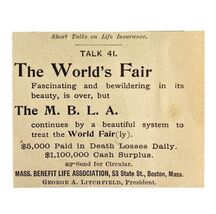 Short Talks on Life Insurance.
TALK 41.
The World's Fair
Fascinating and bewildering in its
beauty, is over, but
The M. B. L. A.
continues by a beautiful system to
treat the World Fair(ly).
$5,000 Paid in Death Losses Daily.
$1,100,000 Cash Surplus.
☞Send for Circular.
MASS. BENEFIT LIFE ASSOCIATION, 53 State St., Boston, Mass.
GEORGE A. LITCHFIELD, President.